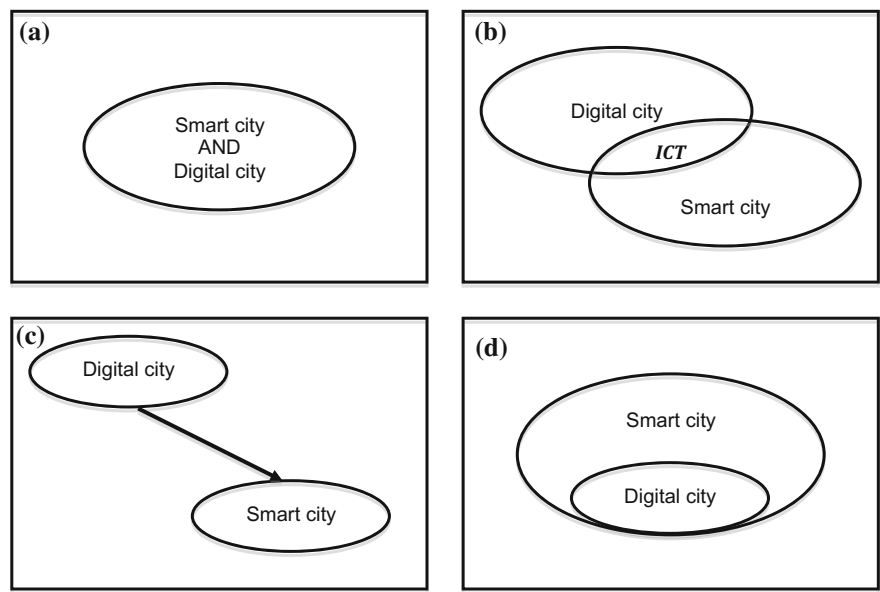 (a)
Smart city
AND
Digital city
(b)
Digital city
ICT
Smart city
(c)
Digital city
Smart city
(d)
Smart city
Digital city